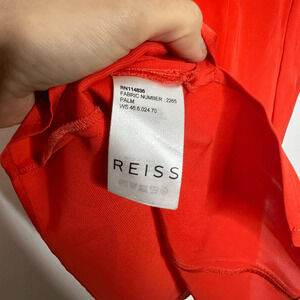 RN114836
FABRIC NUMBER : 2265
PALM
WS 46.6.024.70
REISS